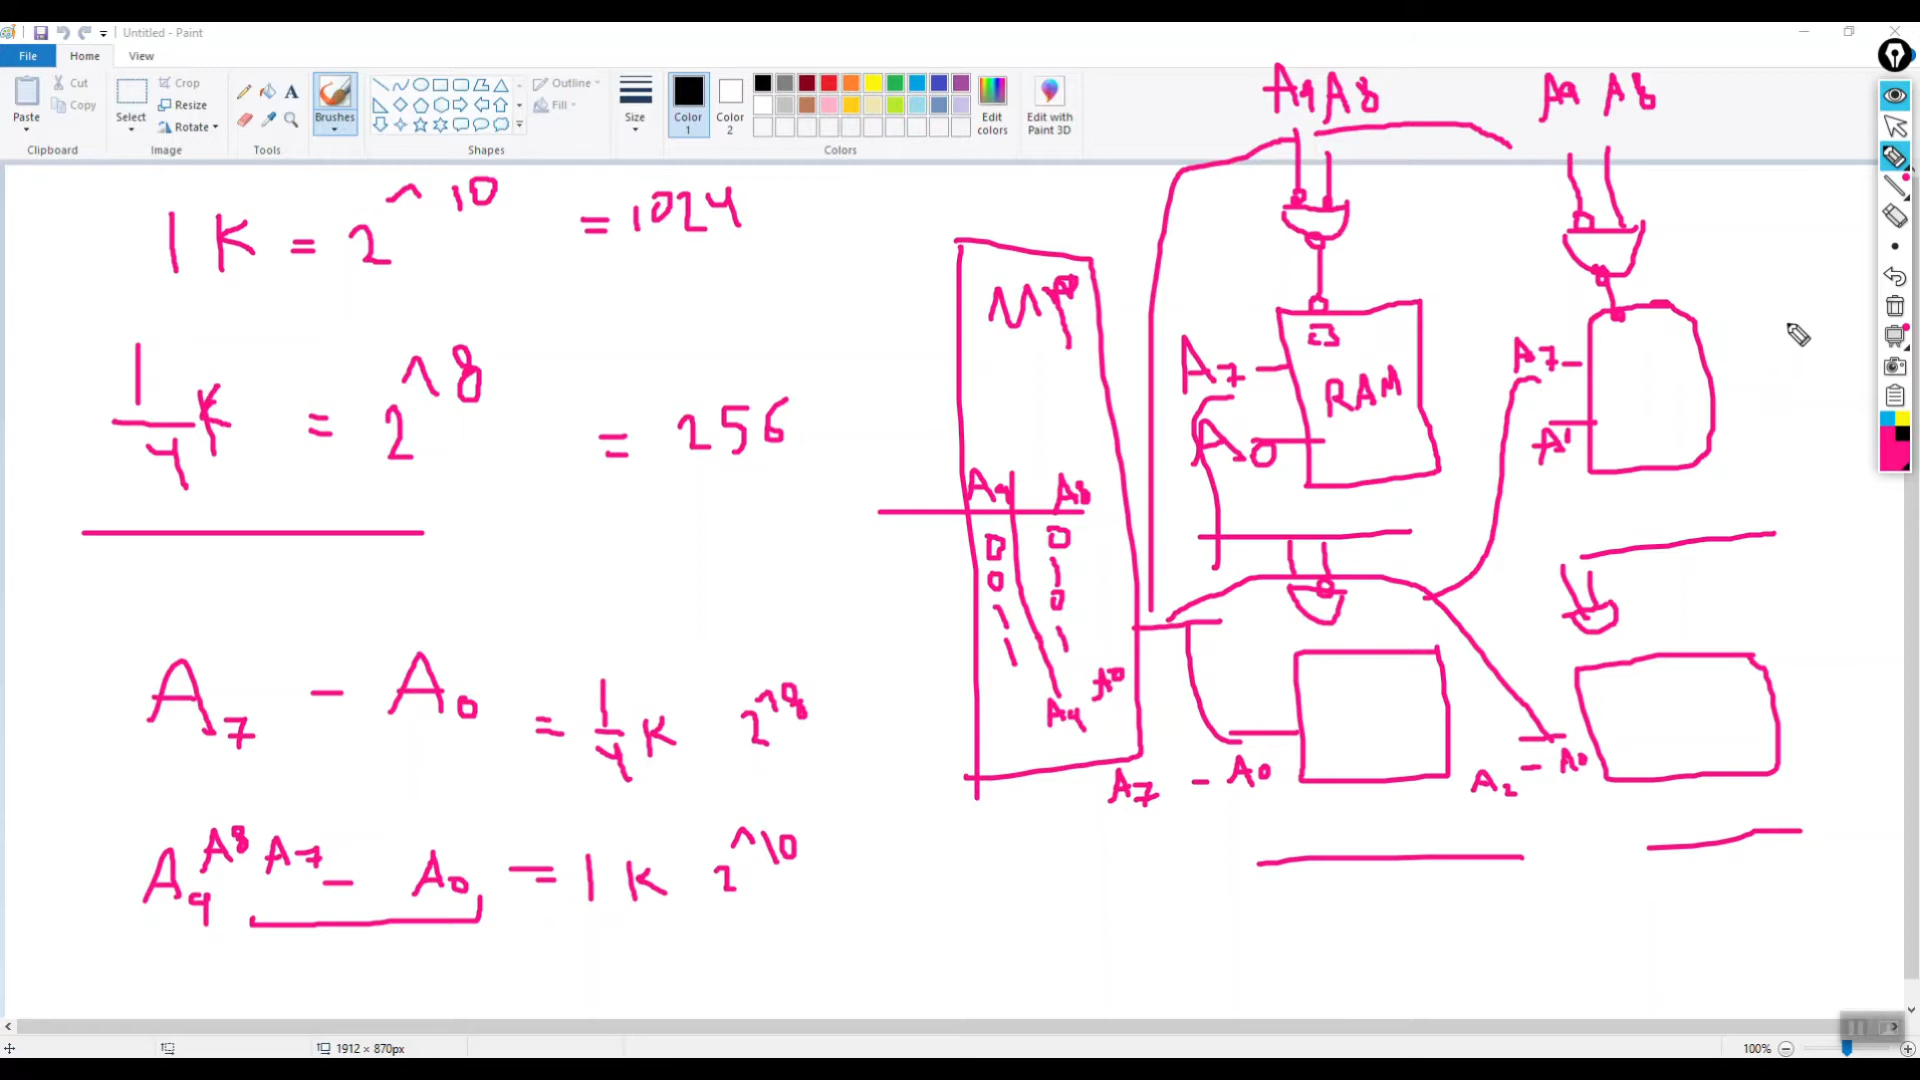 Untitled - Paint
File Home View
Paste Cut Copy Clipboard
Select Crop Resize Rotate Image
Tools
Brushes
Shapes
Outline Fill
Size
Color 1
Color 2
Colors
Edit colors
Edit with Paint 3D
A9 A8
A9 A8
1K = 2^10 = 1024
1/4 K = 2^8 = 256
MP
A7
RAM
A0
A7
A9 A8
0 0
0 1
1 0
1 1
A9 A0
A7 - A0 = 1/4 K 2^8
A7 - A0
A2 - A0
A9 A8 A7 - A0 = 1K 2^10
1912 × 870px
100%